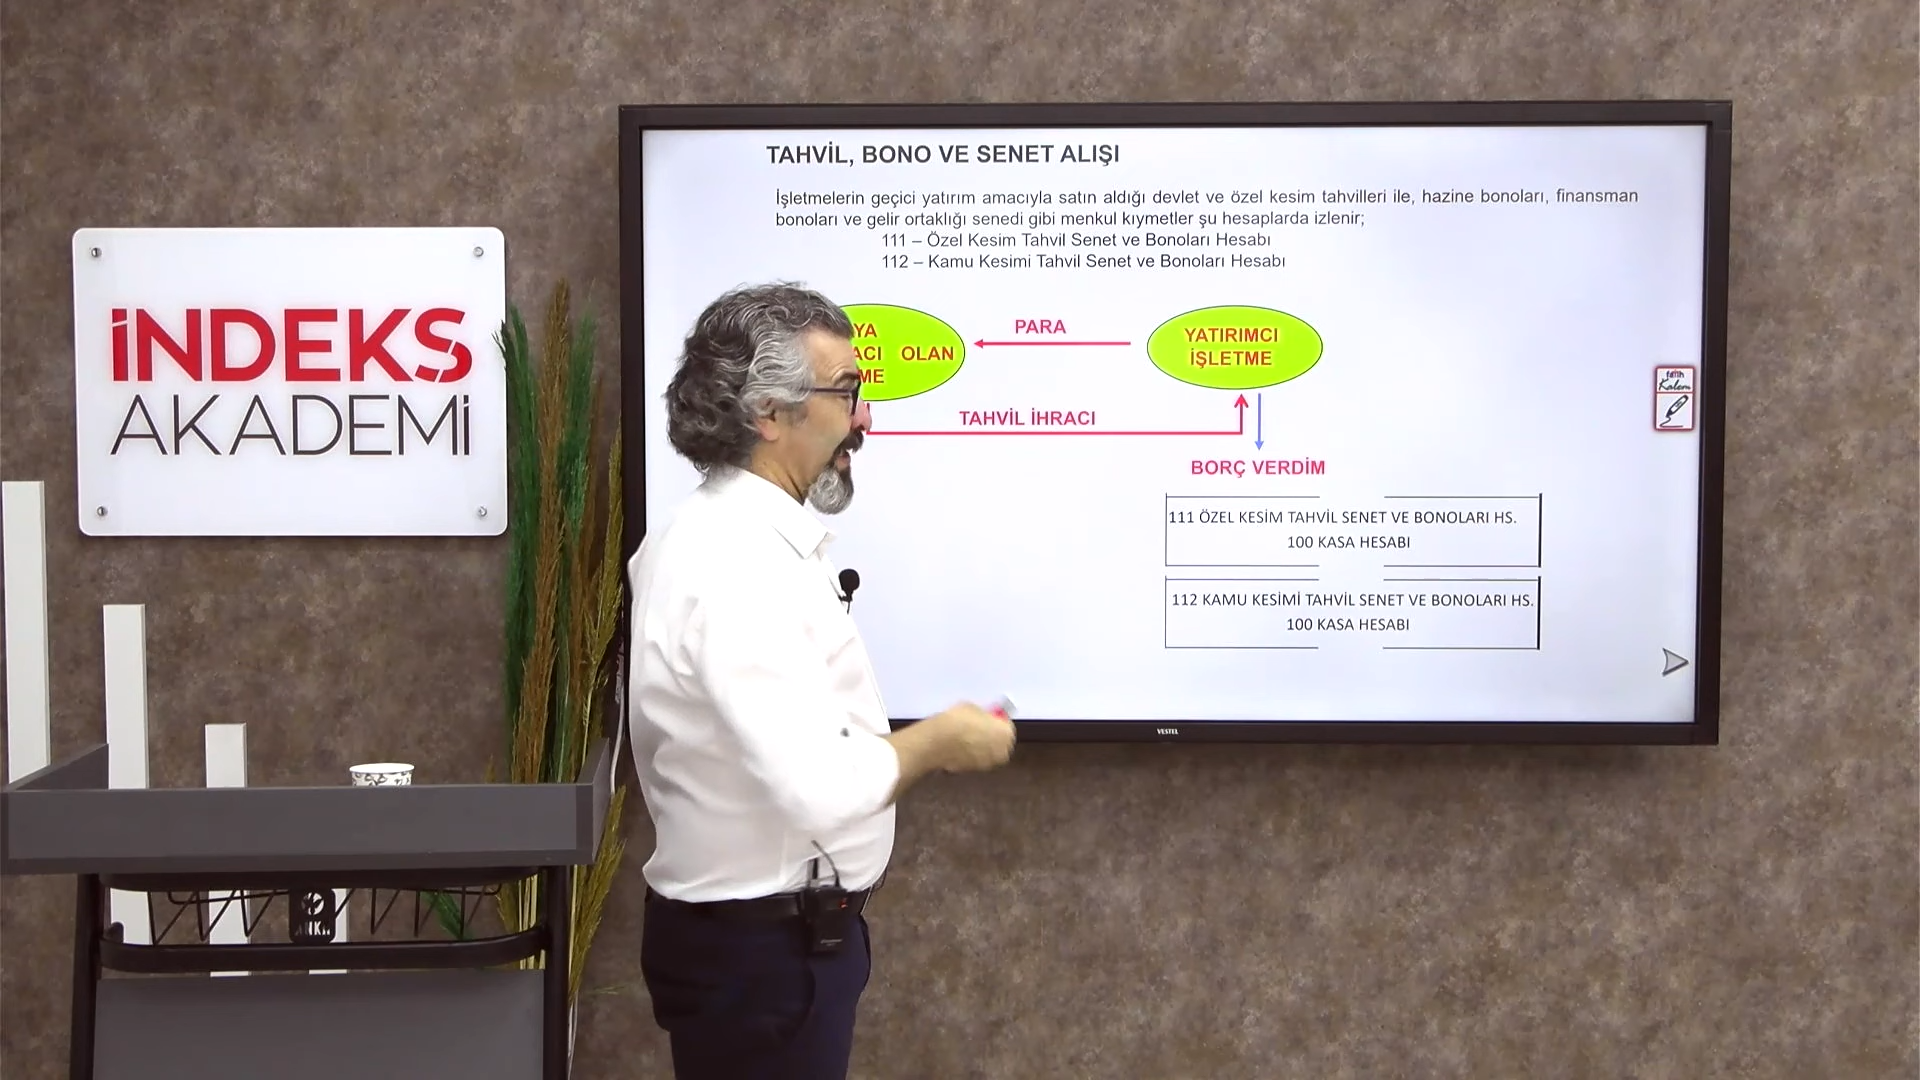 İNDEKS
AKADEMİ
TAHVİL, BONO VE SENET ALIŞI
İşletmelerin geçici yatırım amacıyla satın aldığı devlet ve özel kesim tahvilleri ile, hazine bonoları, finansman
bonoları ve gelir ortaklığı senedi gibi menkul kıymetler şu hesaplarda izlenir;
111 – Özel Kesim Tahvil Senet ve Bonoları Hesabı
112 – Kamu Kesimi Tahvil Senet ve Bonoları Hesabı
PARA
YATIRIMCI
İŞLETME
OLAN
TAHVİL İHRACI
BORÇ VERDİM
111 ÖZEL KESİM TAHVİL SENET VE BONOLARI HS.
100 KASA HESABI
112 KAMU KESİMİ TAHVİL SENET VE BONOLARI HS.
100 KASA HESABI
fatih
Kalem
VESTEL